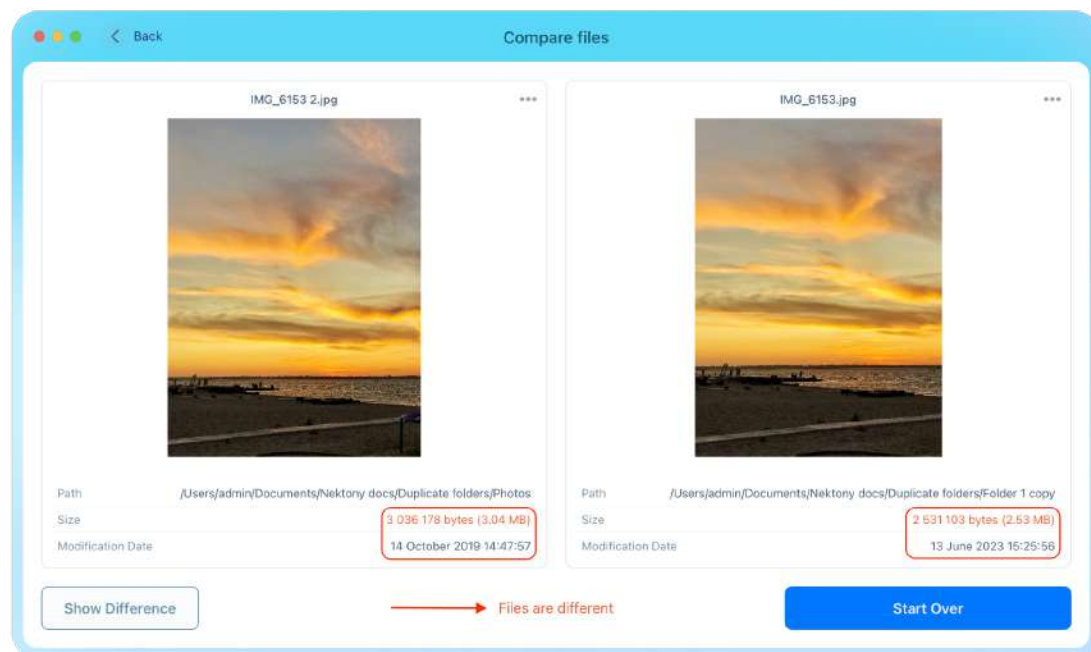 Back
Compare files
IMG_6153 2.jpg
IMG_6153.jpg
Path /Users/admin/Documents/Nektony docs/Duplicate folders/Photos
Size 3 036 178 bytes (3.04 MB)
Modification Date 14 October 2019 14:47:57
Path /Users/admin/Documents/Nektony docs/Duplicate folders/Folder 1 copy
Size 2 531 103 bytes (2.53 MB)
Modification Date 13 June 2023 15:25:56
Show Difference
Files are different
Start Over